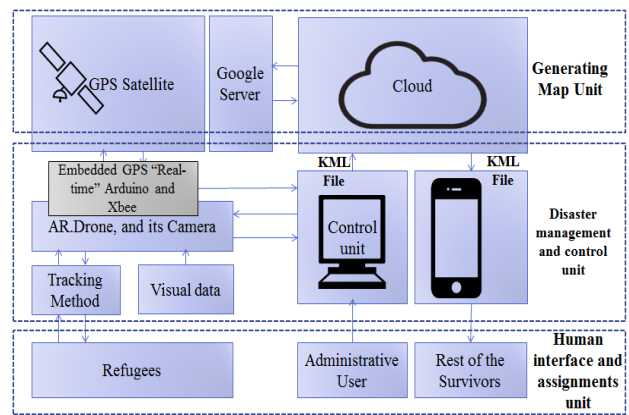 GPS Satellite
Google
Server
Cloud
Generating
Map Unit
Embedded GPS “Real-
time” Arduino and
Xbee
AR.Drone, and its Camera
Tracking
Method
Visual data
KML
File
Control
unit
KML
File
Disaster
management
and control
unit
Refugees
Administrative
User
Rest of the
Survivors
Human
interface and
assignments
unit